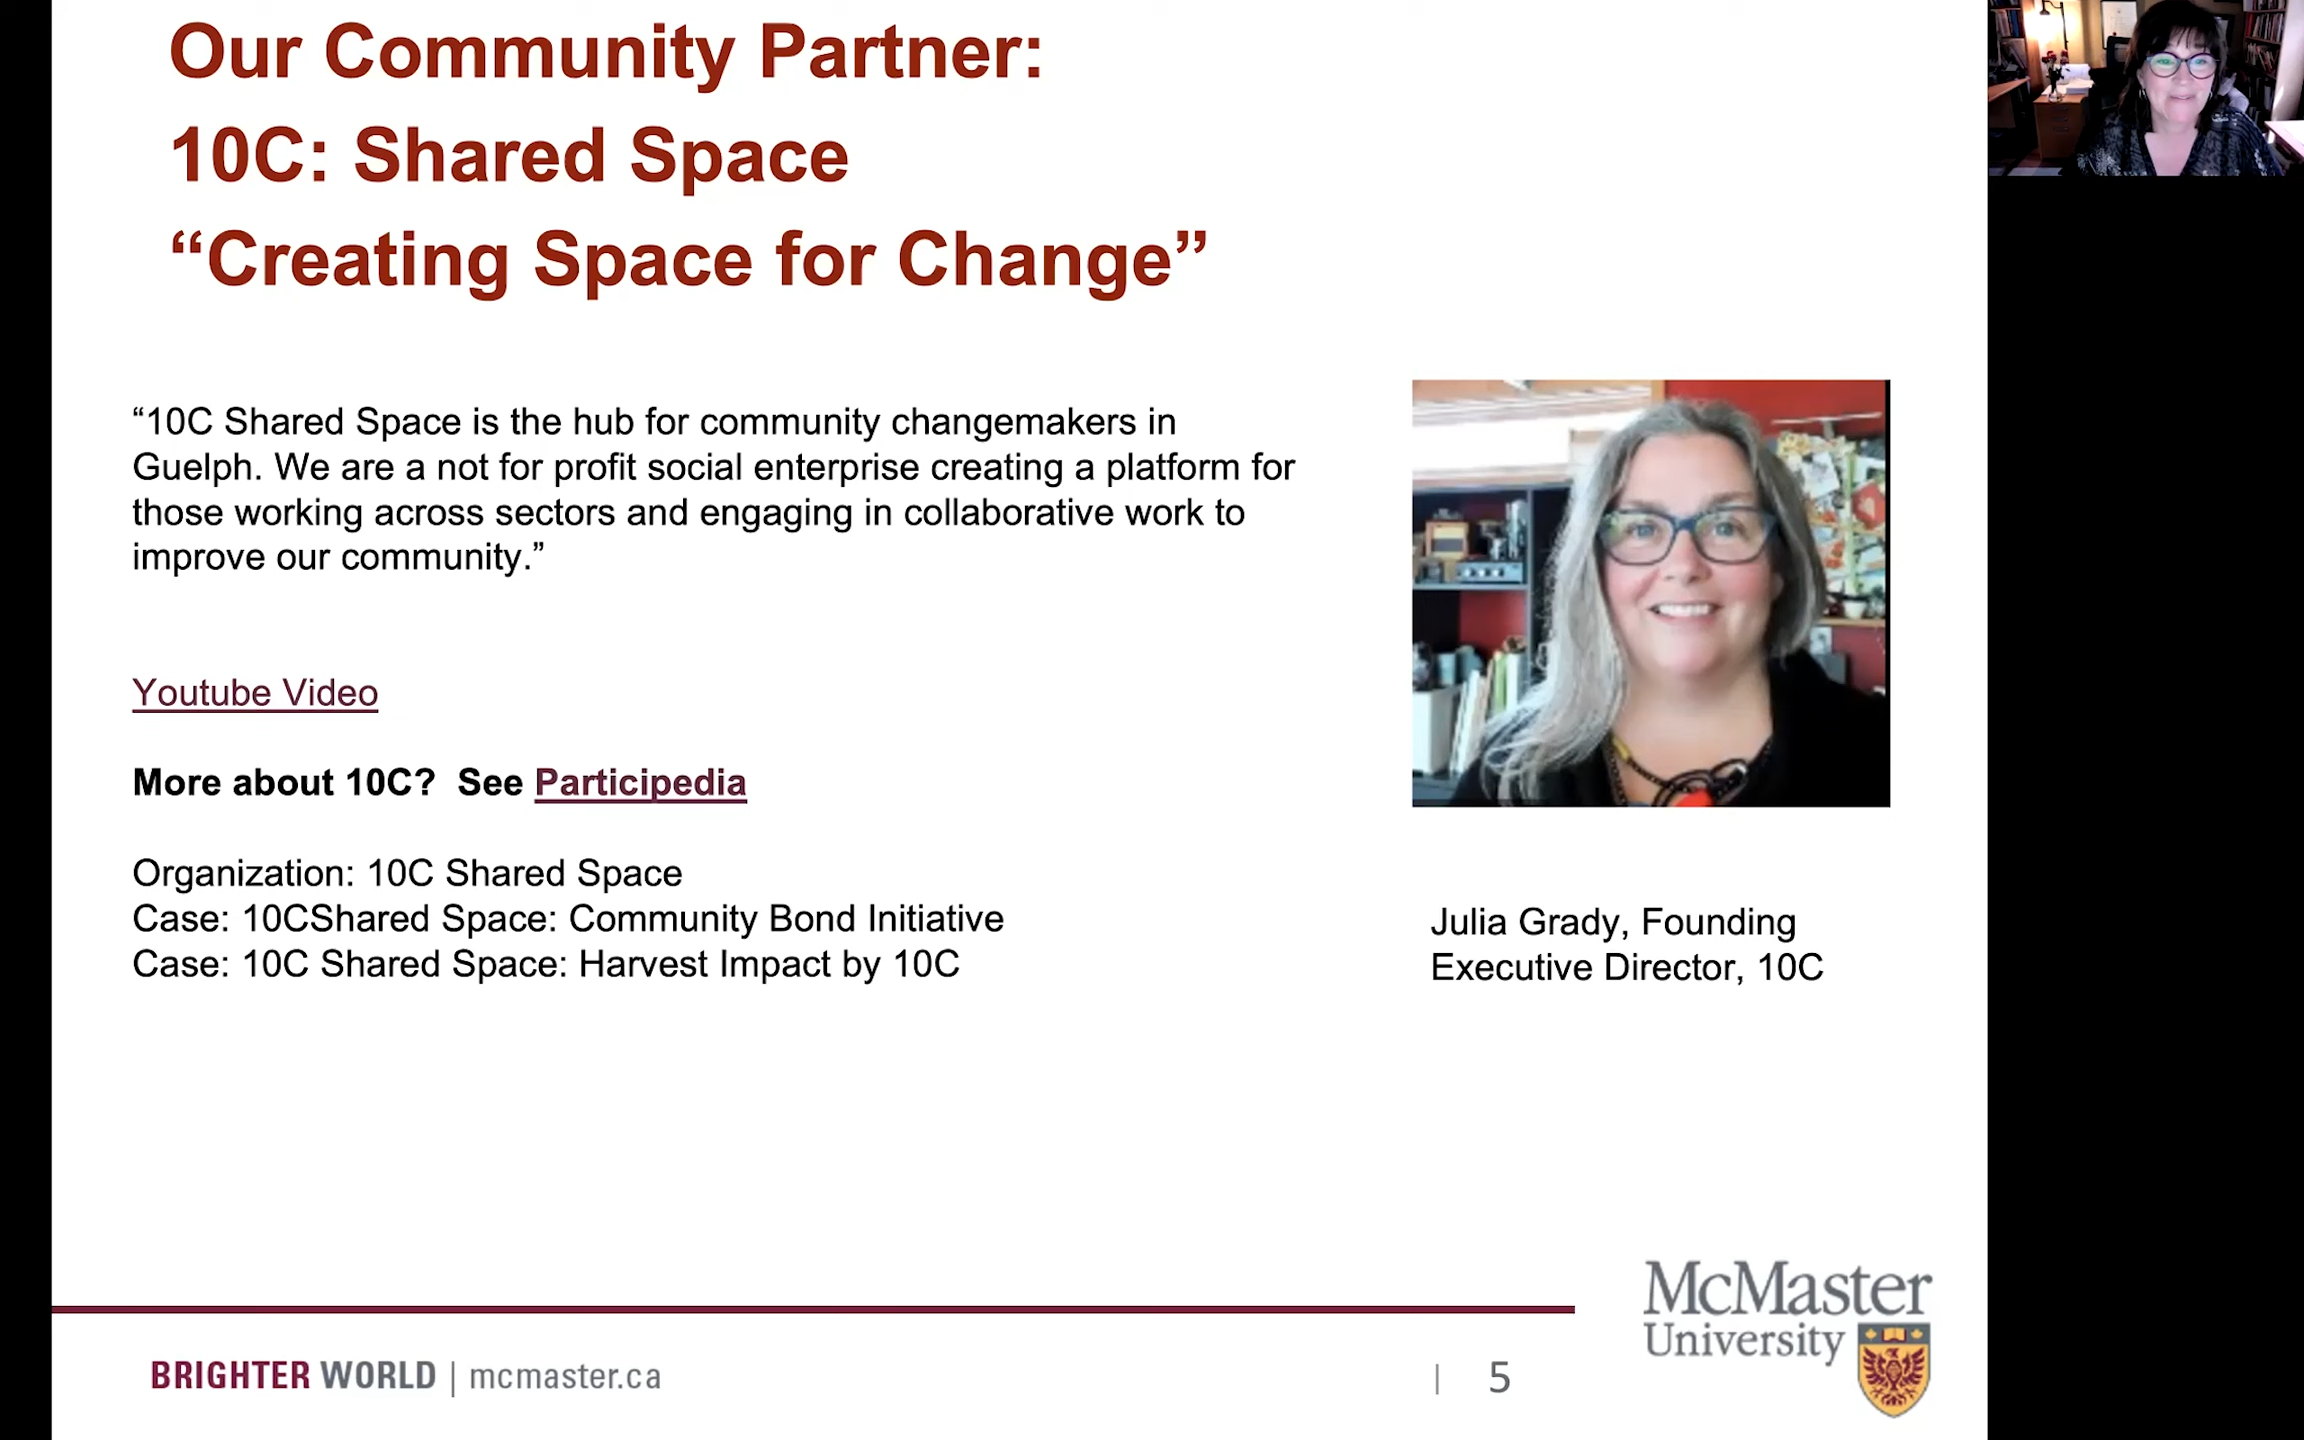 Our Community Partner:
10C: Shared Space
“Creating Space for Change”
“10C Shared Space is the hub for community changemakers in
Guelph. We are a not for profit social enterprise creating a platform for
those working across sectors and engaging in collaborative work to
improve our community.”
Youtube Video
More about 10C?  See Participedia
Organization: 10C Shared Space
Case: 10CShared Space: Community Bond Initiative
Case: 10C Shared Space: Harvest Impact by 10C
Julia Grady, Founding
Executive Director, 10C
BRIGHTER WORLD | mcmaster.ca
| 5
McMaster
University